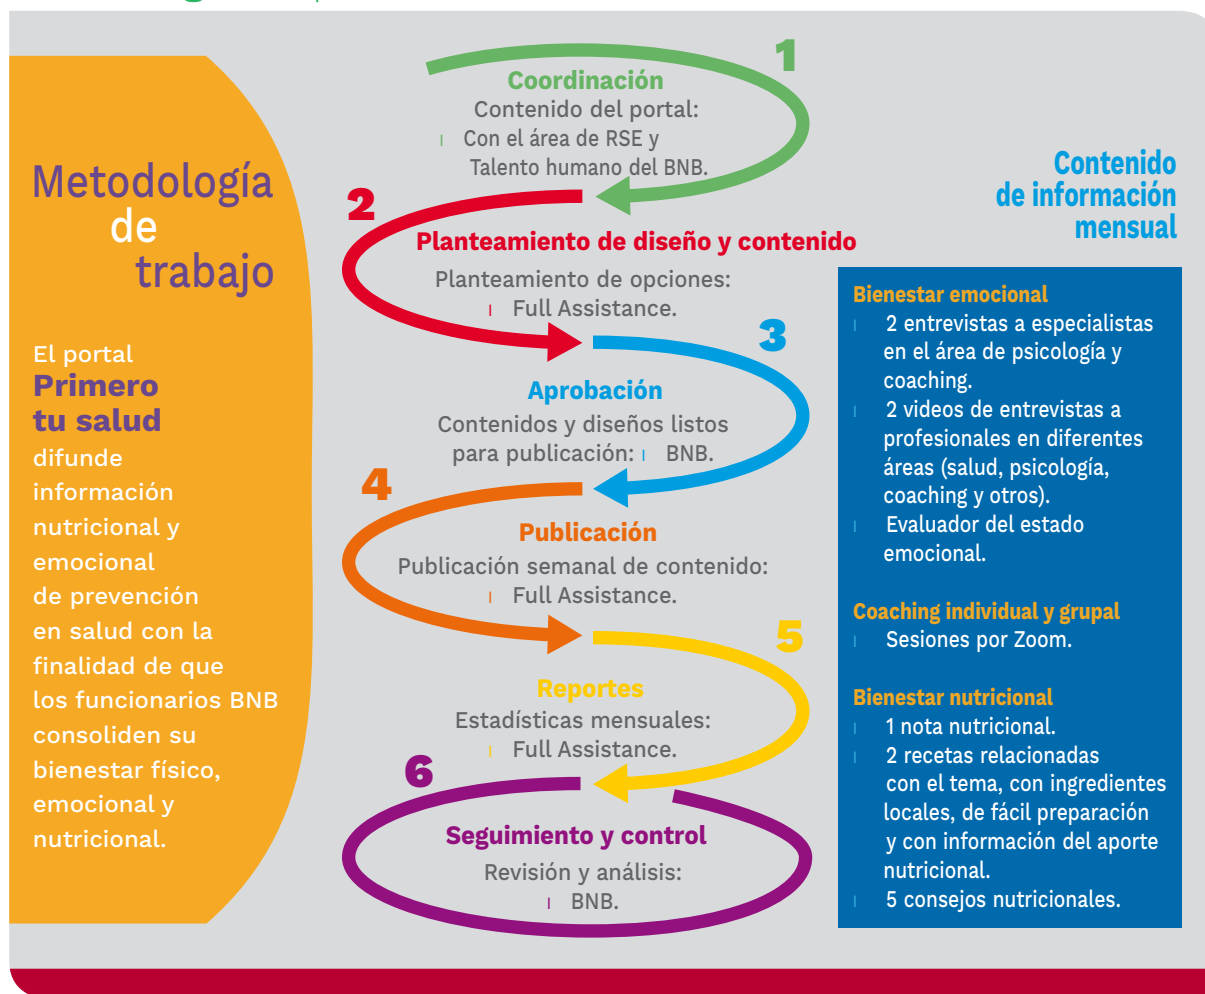 Metodología
de
trabajo
El portal
Primero
tu salud
difunde
información
nutricional y
emocional
de prevención
en salud con la
finalidad de que
los funcionarios BNB
consoliden su
bienestar físico,
emocional y
nutricional.
1
Coordinación
Contenido del portal:
Con el área de RSE y
Talento humano del BNB.
2
Planteamiento de diseño y contenido
Planteamiento de opciones:
Full Assistance.
3
Aprobación
Contenidos y diseños listos
para publicación: BNB.
4
Publicación
Publicación semanal de contenido:
Full Assistance.
5
Reportes
Estadísticas mensuales:
Full Assistance.
6
Seguimiento y control
Revisión y análisis:
BNB.
Contenido
de información
mensual
Bienestar emocional
2 entrevistas a especialistas
en el área de psicología y
coaching.
2 videos de entrevistas a
profesionales en diferentes
áreas (salud, psicología,
coaching y otros).
Evaluador del estado
emocional.
Coaching individual y grupal
Sesiones por Zoom.
Bienestar nutricional
1 nota nutricional.
2 recetas relacionadas
con el tema, con ingredientes
locales, de fácil preparación
y con información del aporte
nutricional.
5 consejos nutricionales.